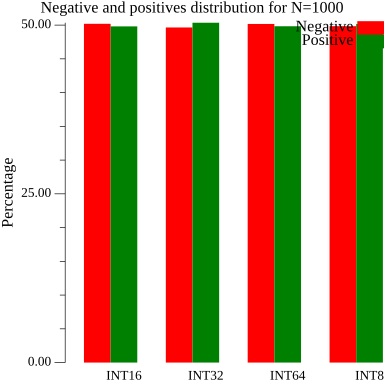 Negative and positives distribution for N=1000
Negative
Positive
50.00
25.00
0.00
Percentage
INT16
INT32
INT64
INT8